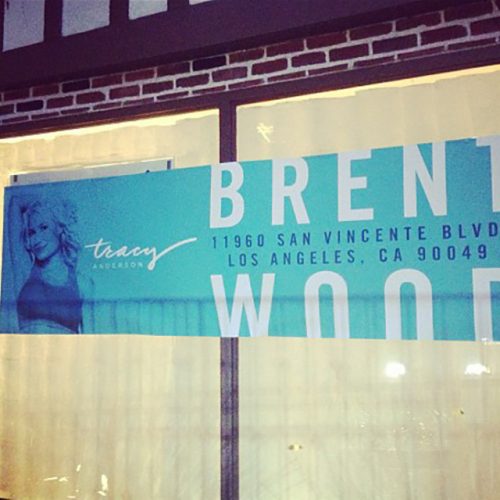 tracy
ANDERSON
BRENT
11960 SAN VINCENTE BLVD
LOS ANGELES, CA 90049
WOOD